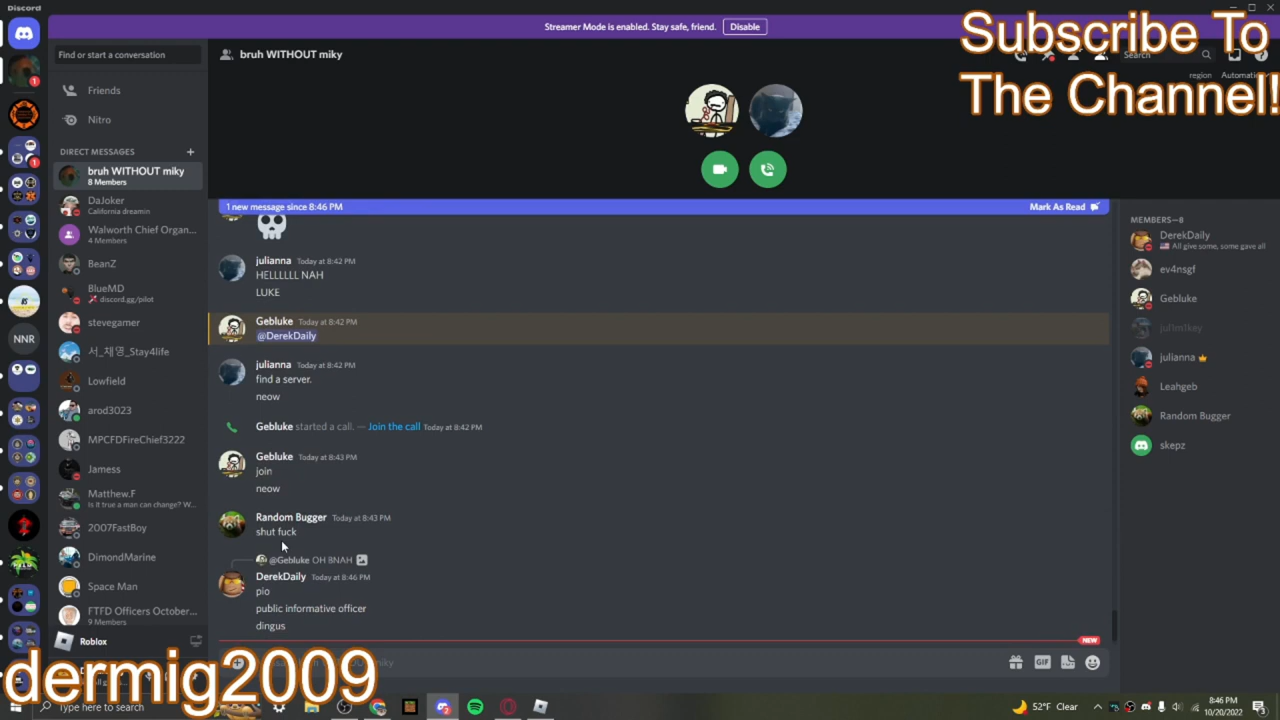 Discord
Streamer Mode is enabled. Stay safe, friend.
Disable
Subscribe To
The Channel!
Find or start a conversation
bruh WITHOUT miky
Search
region
Automatic
Friends
Nitro
DIRECT MESSAGES
bruh WITHOUT miky
8 Members
DaJoker
California dreamin
Walworth Chief Organ...
4 Members
BeanZ
BlueMD
discord.gg/pilot
stevegamer
서_채영_Stay4life
Lowfield
arod3023
MPCFDFireChief3222
Jamess
Matthew.F
Is it true a man can change? W...
2007FastBoy
DimondMarine
Space Man
FTFD Officers October...
9 Members
Roblox
NNR
1 new message since 8:46 PM
Mark As Read
julianna Today at 8:42 PM
HELLLLLL NAH
LUKE
Gebluke Today at 8:42 PM
@DerekDaily
julianna Today at 8:42 PM
find a server.
neow
Gebluke started a call. — Join the call Today at 8:42 PM
Gebluke Today at 8:43 PM
join
neow
Random Bugger Today at 8:43 PM
shut fuck
@Gebluke OH BNAH
DerekDaily Today at 8:46 PM
pio
public informative officer
dingus
NEW
miky
GIF
MEMBERS—8
DerekDaily
All give some, some gave all
ev4nsgf
Gebluke
julianna
Leahgeb
Random Bugger
skepz
dermig2009
Type here to search
52°F Clear
8:46 PM
10/20/2022